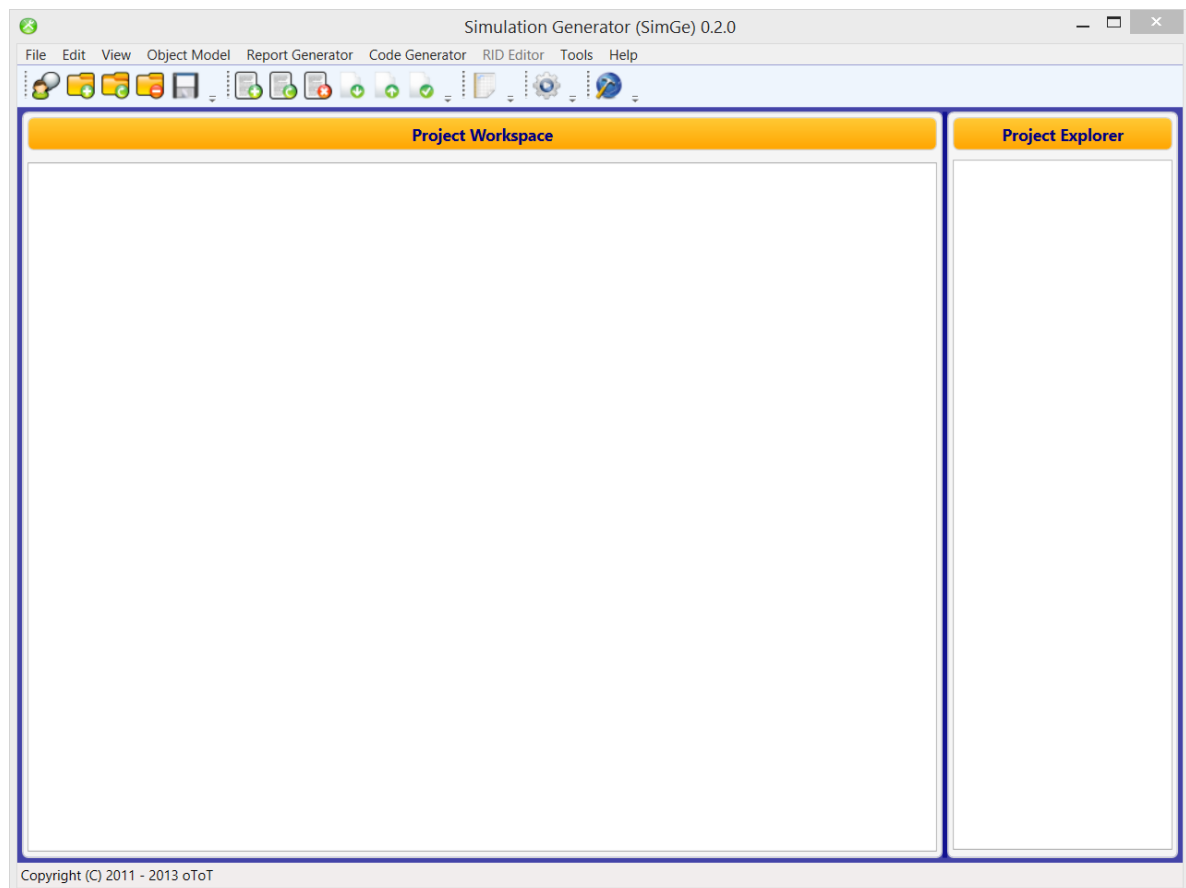 Simulation Generator (SimGe) 0.2.0
File Edit View Object Model Report Generator Code Generator RID Editor Tools Help
Project Workspace
Project Explorer
Copyright (C) 2011 - 2013 oToT